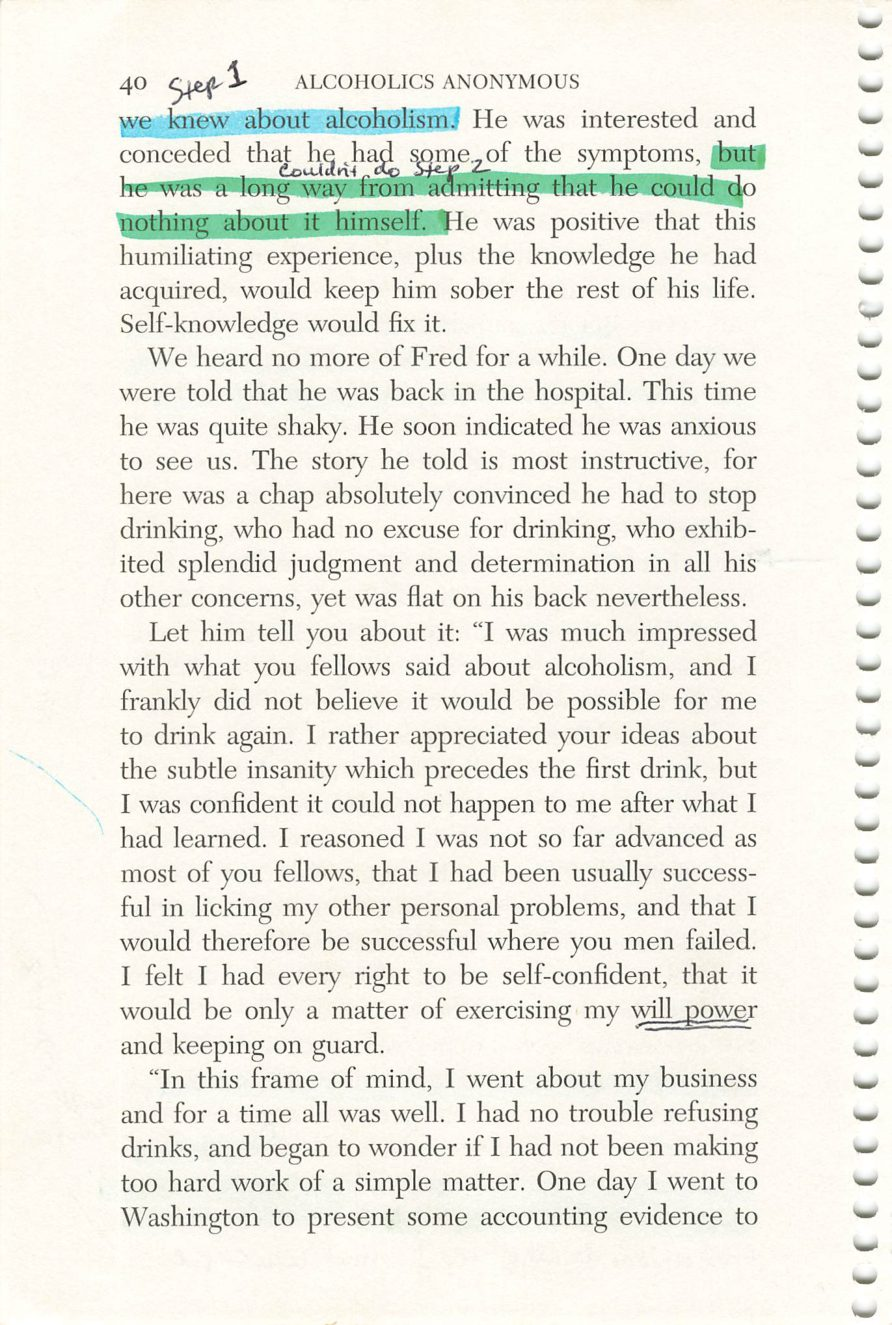 40 Step 1 ALCOHOLICS ANONYMOUS
we knew about alcoholism. He was interested and
conceded that he had some of the symptoms, but
couldn't do Step 2
he was a long way from admitting that he could do
nothing about it himself. He was positive that this
humiliating experience, plus the knowledge he had
acquired, would keep him sober the rest of his life.
Self-knowledge would fix it.
We heard no more of Fred for a while. One day we
were told that he was back in the hospital. This time
he was quite shaky. He soon indicated he was anxious
to see us. The story he told is most instructive, for
here was a chap absolutely convinced he had to stop
drinking, who had no excuse for drinking, who exhib-
ited splendid judgment and determination in all his
other concerns, yet was flat on his back nevertheless.
Let him tell you about it: “I was much impressed
with what you fellows said about alcoholism, and I
frankly did not believe it would be possible for me
to drink again. I rather appreciated your ideas about
the subtle insanity which precedes the first drink, but
I was confident it could not happen to me after what I
had learned. I reasoned I was not so far advanced as
most of you fellows, that I had been usually success-
ful in licking my other personal problems, and that I
would therefore be successful where you men failed.
I felt I had every right to be self-confident, that it
would be only a matter of exercising my will power
and keeping on guard.
“In this frame of mind, I went about my business
and for a time all was well. I had no trouble refusing
drinks, and began to wonder if I had not been making
too hard work of a simple matter. One day I went to
Washington to present some accounting evidence to